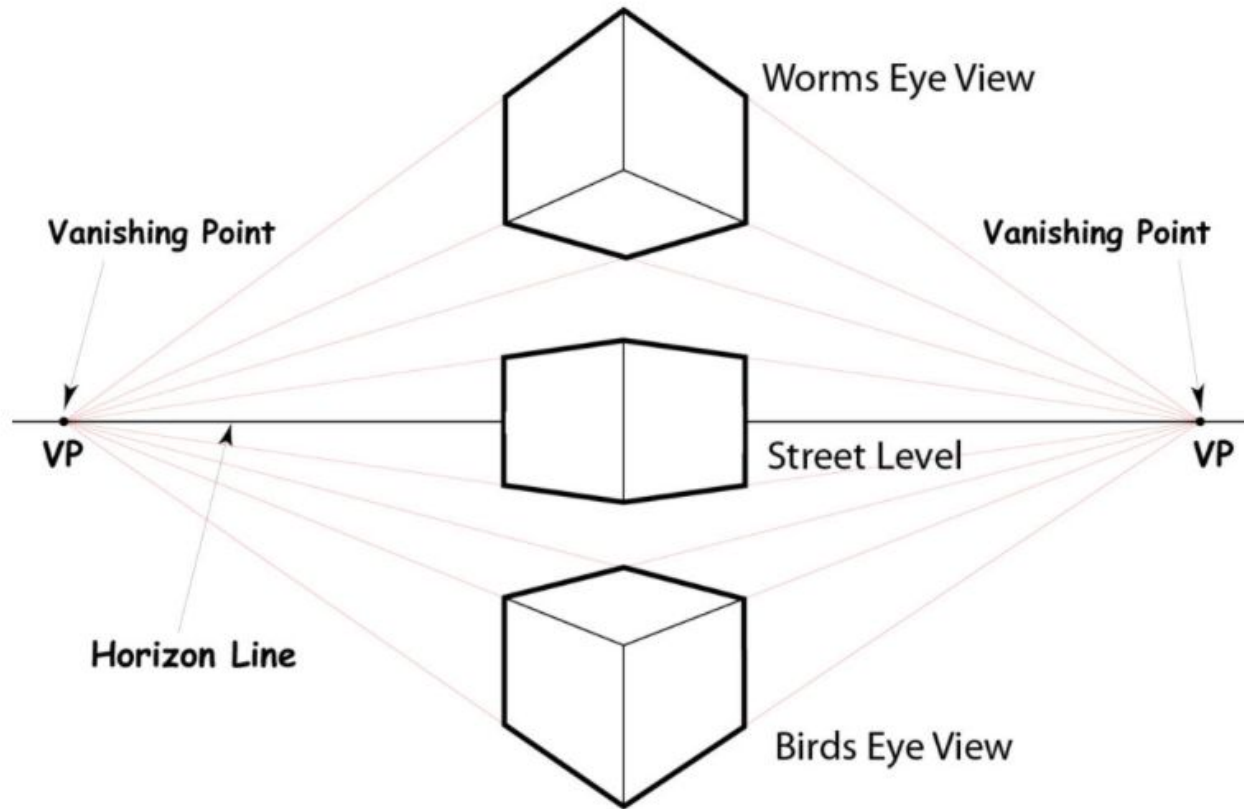 Worms Eye View
Vanishing Point
Vanishing Point
VP
Street Level
VP
Horizon Line
Birds Eye View